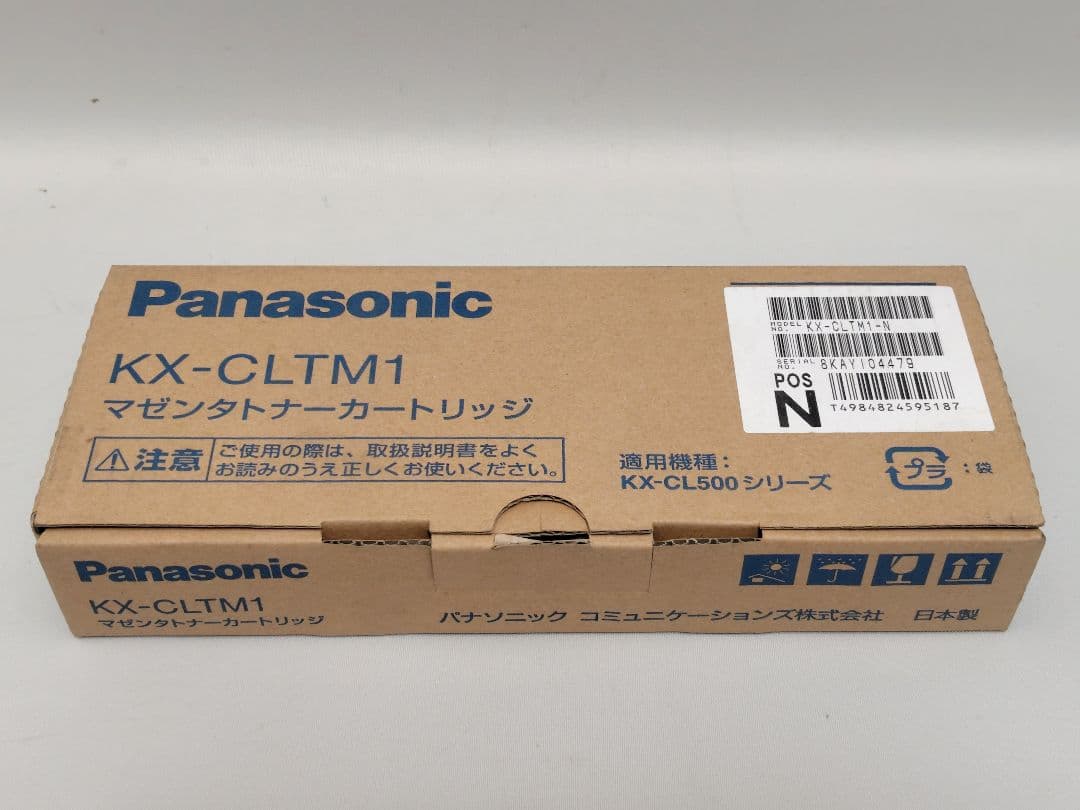 Panasonic
KX-CLTM1
マゼンタトナーカートリッジ
注意
ご使用の際は、取扱説明書をよく
お読みのうえ正しくお使いください。
MODEL NO. KX-CLTM1-N
SERIAL NO. 6KAYI04479
POS
N
T4984824595187
適用機種:
KX-CL500シリーズ
プラ :袋
Panasonic
KX-CLTM1
マゼンタトナーカートリッジ
パナソニック コミュニケーションズ株式会社 日本製